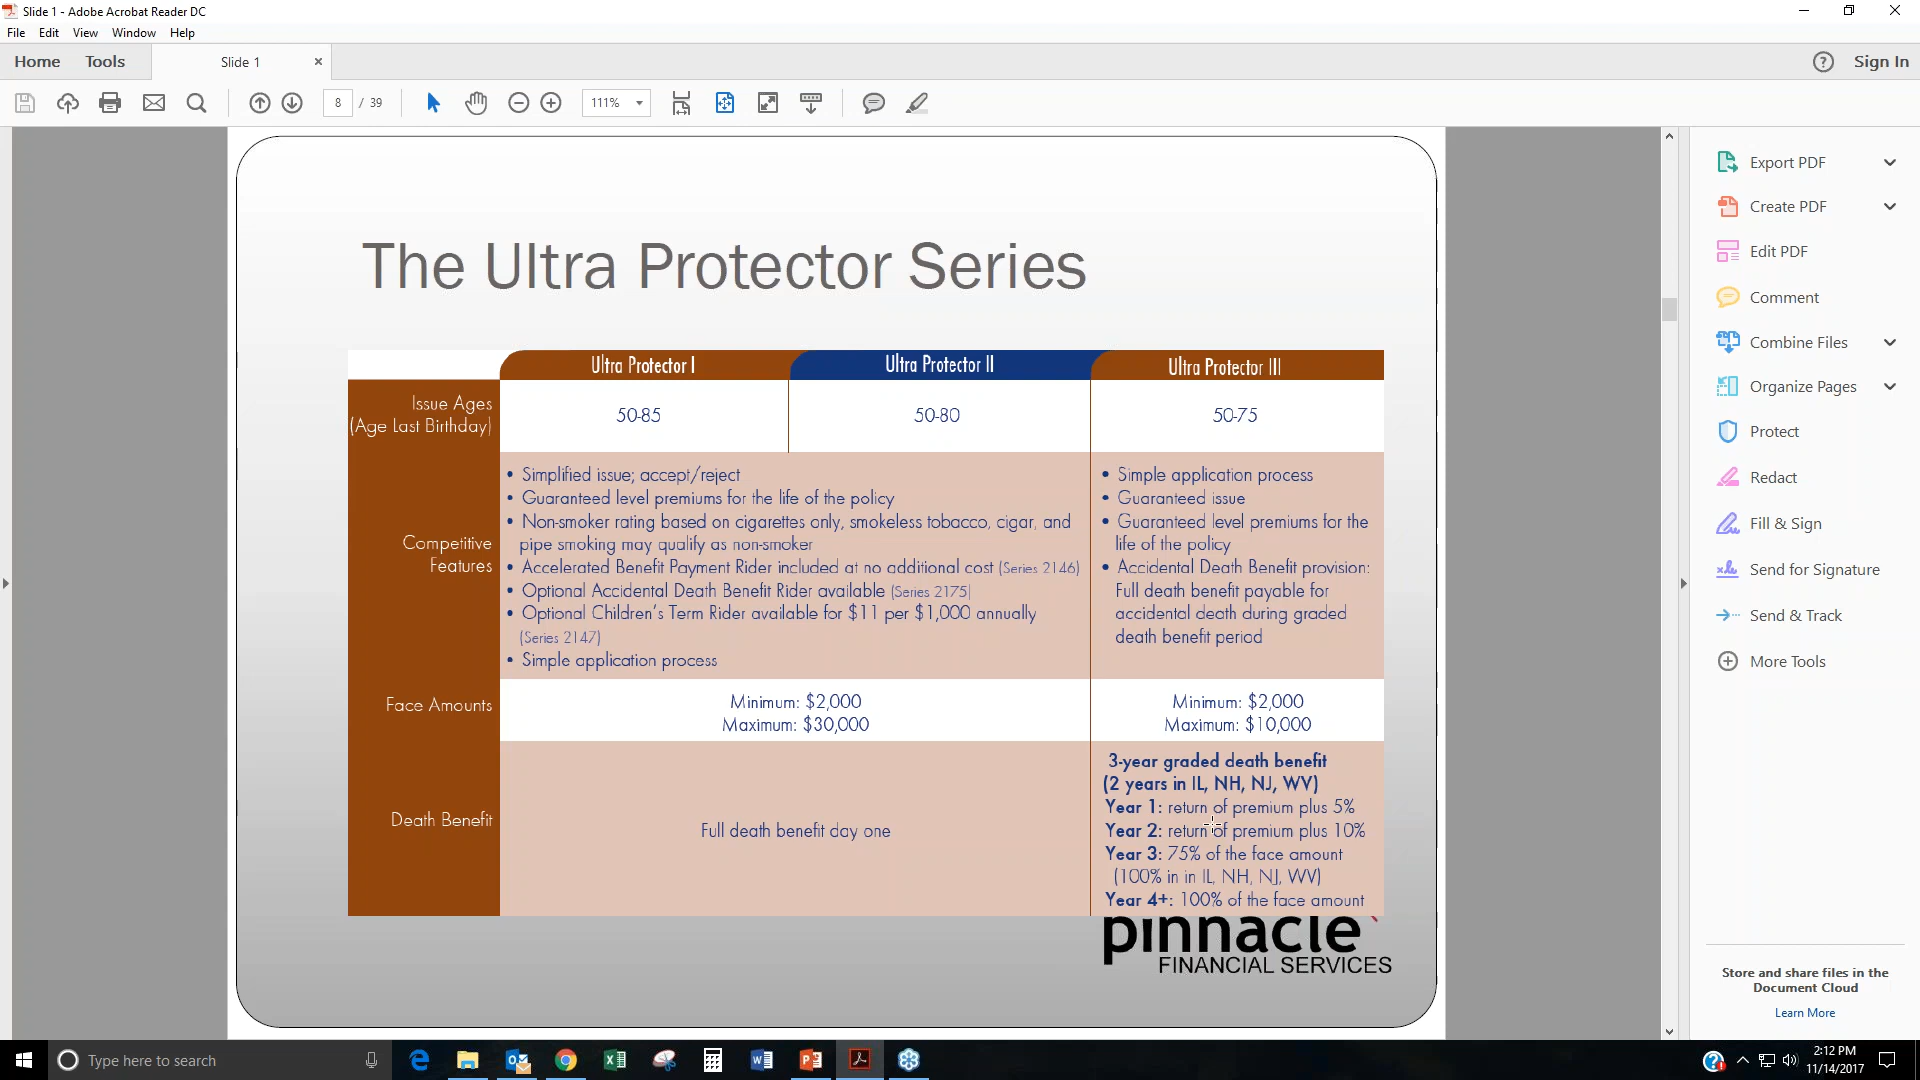 Slide 1 - Adobe Acrobat Reader DC
File Edit View Window Help
Home Tools Slide 1 Sign In
8 / 39 111%
The Ultra Protector Series
Ultra Protector I Ultra Protector II Ultra Protector III
Issue Ages
(Age Last Birthday)
50-85 50-80 50-75
Competitive
Features
• Simplified issue; accept/reject
• Guaranteed level premiums for the life of the policy
• Non-smoker rating based on cigarettes only, smokeless tobacco, cigar, and
pipe smoking may qualify as non-smoker
• Accelerated Benefit Payment Rider included at no additional cost (Series 2146)
• Optional Accidental Death Benefit Rider available (Series 2175)
• Optional Children's Term Rider available for $11 per $1,000 annually
(Series 2147)
• Simple application process
• Simple application process
• Guaranteed issue
• Guaranteed level premiums for the
life of the policy
• Accidental Death Benefit provision:
Full death benefit payable for
accidental death during graded
death benefit period
Face Amounts
Minimum: $2,000
Maximum: $30,000
Minimum: $2,000
Maximum: $10,000
Death Benefit
Full death benefit day one
3-year graded death benefit
(2 years in IL, NH, NJ, WV)
Year 1: return of premium plus 5%
Year 2: return of premium plus 10%
Year 3: 75% of the face amount
(100% in in IL, NH, NJ, WV)
Year 4+: 100% of the face amount
pinnacle
FINANCIAL SERVICES
Export PDF
Create PDF
Edit PDF
Comment
Combine Files
Organize Pages
Protect
Redact
Fill & Sign
Send for Signature
Send & Track
More Tools
Store and share files in the
Document Cloud
Learn More
Type here to search
2:12 PM
11/14/2017